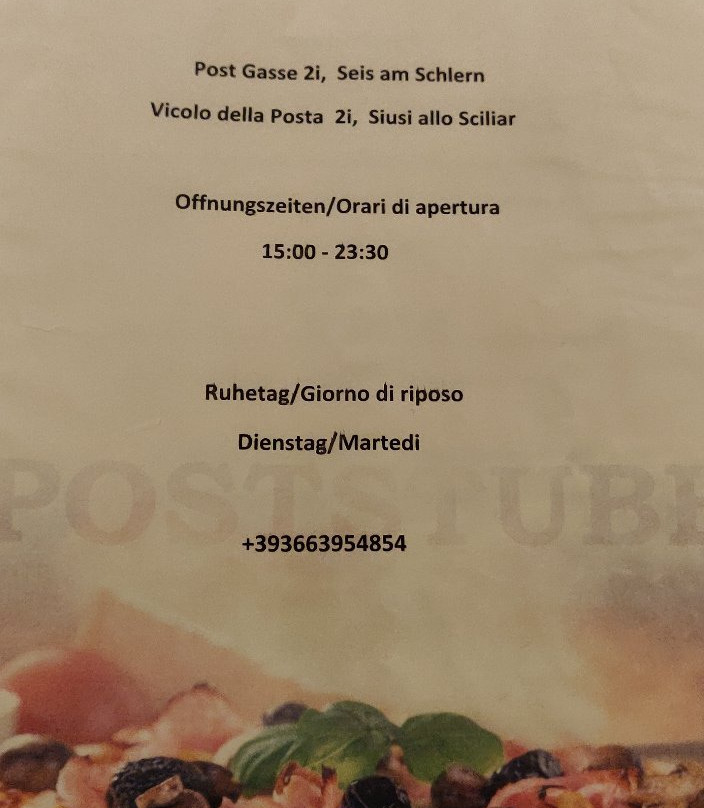 Post Gasse 2i, Seis am Schlern
Vicolo della Posta 2i, Siusi allo Sciliar
Offnungszeiten/Orari di apertura
15:00 - 23:30
Ruhetag/Giorno di riposo
Dienstag/Martedi
POSTSTUBE
+393663954854